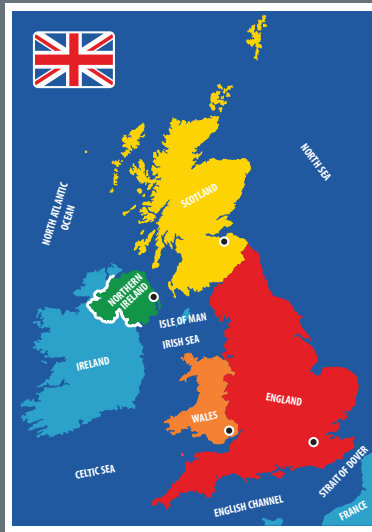 NORTH SEA
SCOTLAND
NORTH ATLANTIC
OCEAN
NORTHERN
IRELAND
ISLE OF MAN
IRISH SEA
IRELAND
ENGLAND
WALES
CELTIC SEA
STRAIT OF DOVER
ENGLISH CHANNEL
FRANCE